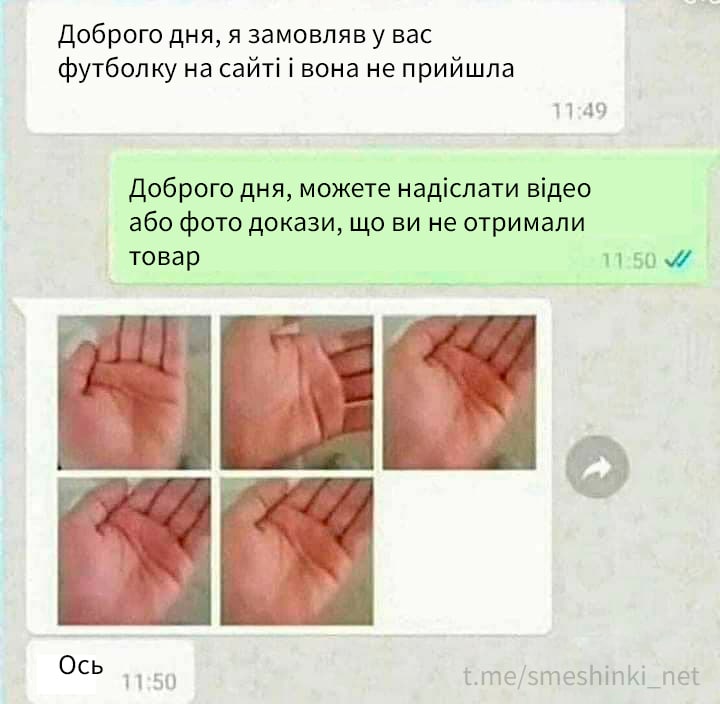 Доброго дня, я замовляв у вас
футболку на сайті і вона не прийшла
11:49
Доброго дня, можете надіслати відео
або фото докази, що ви не отримали
товар
11:50
Ось
11:50
t.me/smeshinki_net